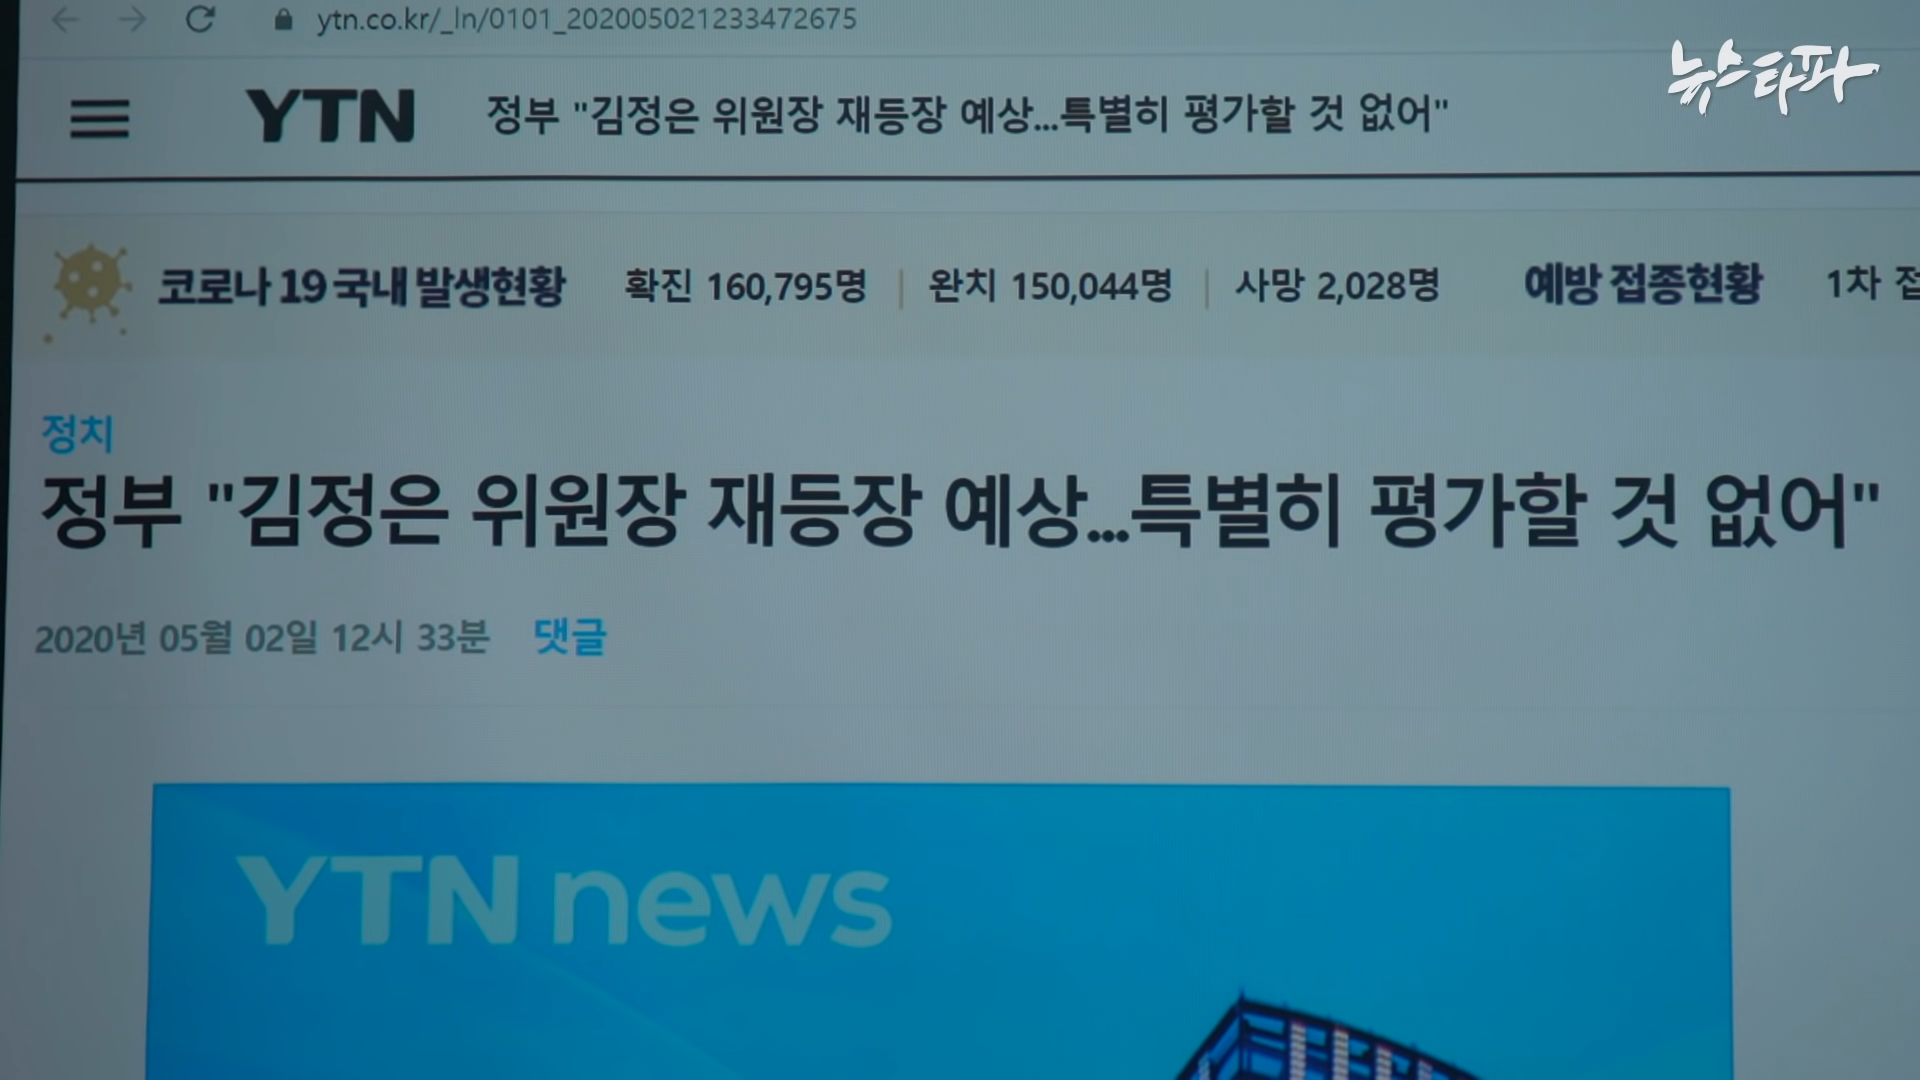 ytn.co.kr/_ln/0101_202005021233472675
뉴스타파
YTN 정부 "김정은 위원장 재등장 예상...특별히 평가할 것 없어"
코로나 19 국내 발생현황 확진 160,795명 완치 150,044명 사망 2,028명 예방 접종현황 1차 접
정치
정부 "김정은 위원장 재등장 예상...특별히 평가할 것 없어"
2020년 05월 02일 12시 33분 댓글
YTN news